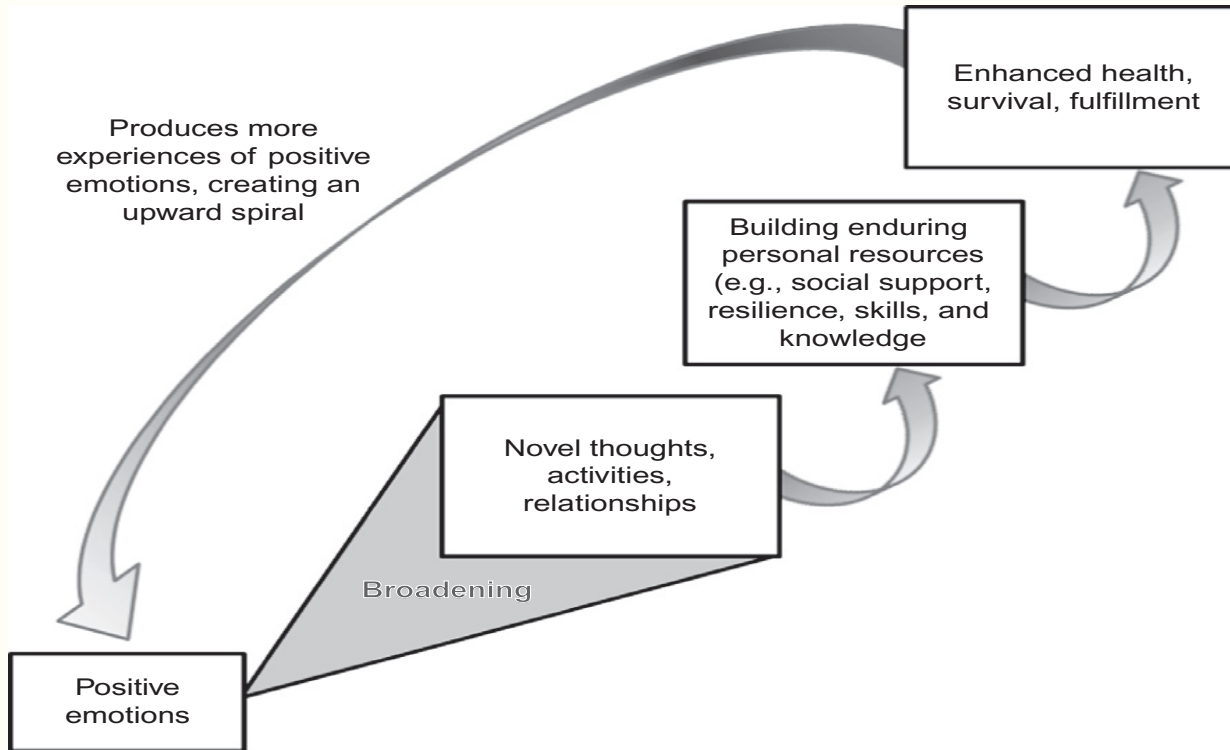 Enhanced health,
survival, fulfillment
Produces more
experiences of positive
emotions, creating an
upward spiral
Building enduring
personal resources
(e.g., social support,
resilience, skills, and
knowledge
Novel thoughts,
activities,
relationships
Broadening
Positive
emotions